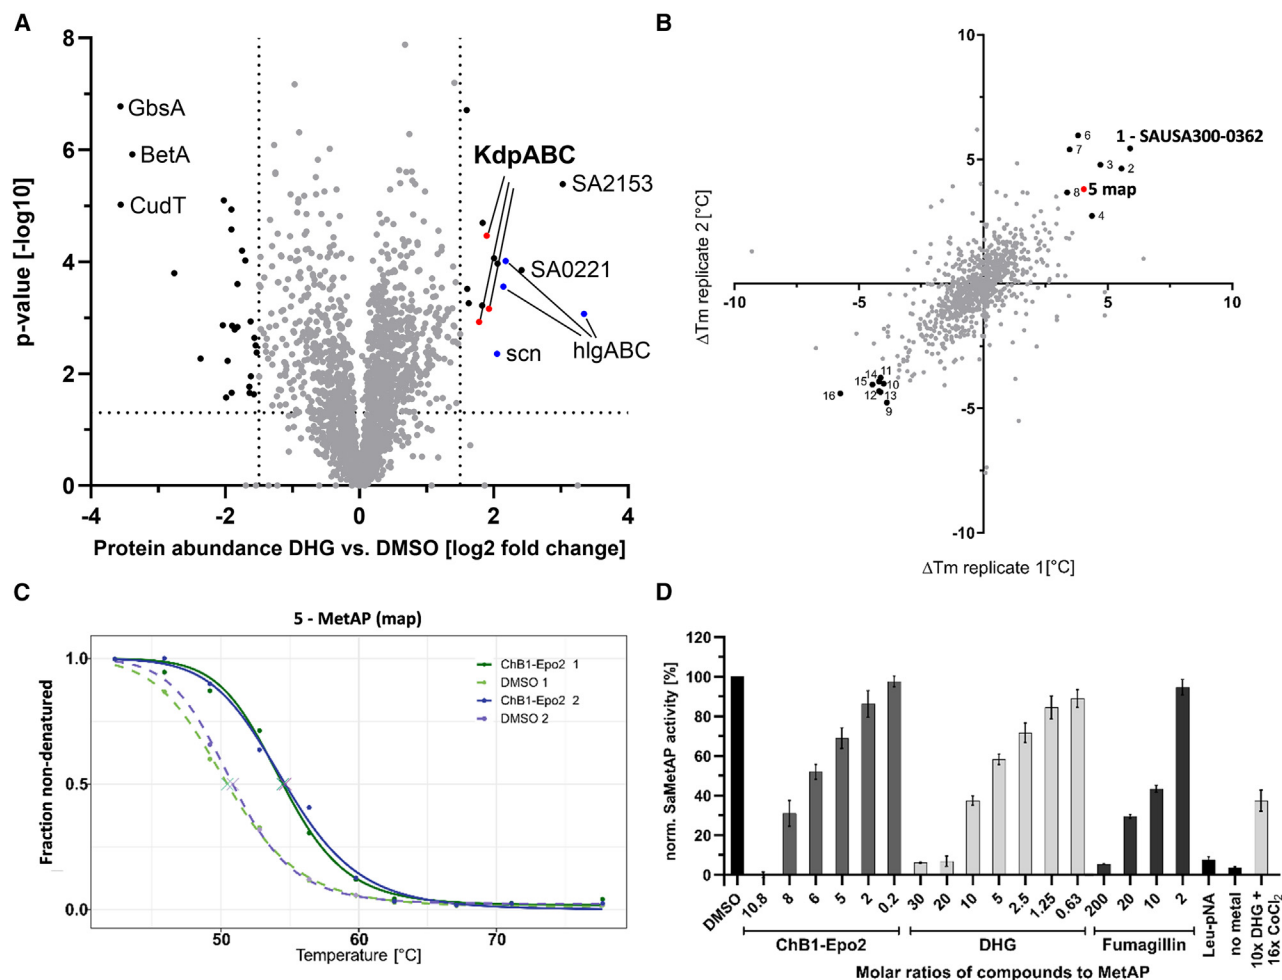 A
8
6
4
2
0
-4
-2
0
2
4
p-value [-log10]
Protein abundance DHG vs. DMSO [log2 fold change]
GbsA
BetA
CudT
KdpABC
SA2153
SA0221
hlgABC
scn
B
10
5
-5
-10
-10
-5
5
10
ΔTm replicate 2 [°C]
ΔTm replicate 1[°C]
6
1 - SAUSA300-0362
7
3
2
8
5 map
4
14
11
15
10
16
12
13
9
C
5 - MetAP (map)
1.0
0.5
0.0
50
60
70
Fraction non-denatured
Temperature [°C]
ChB1-Epo2 1
DMSO 1
ChB1-Epo2 2
DMSO 2
D
120
100
80
60
40
20
0
norm. SaMetAP activity [%]
DMSO
10.8
8
6
5
2
0.2
30
20
10
5
2.5
1.25
0.63
200
20
10
2
Leu-pNA
no metal
10x DHG +
16x CoCl2
ChB1-Epo2
DHG
Fumagillin
Molar ratios of compounds to MetAP